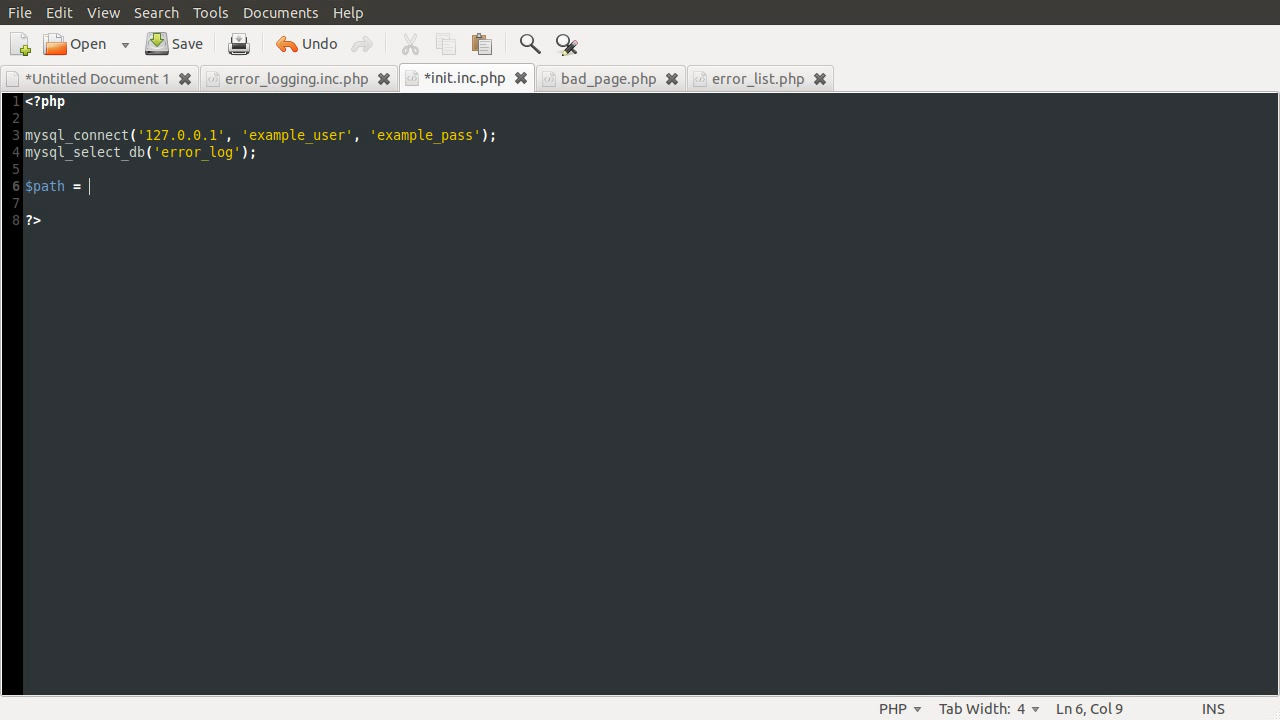 File Edit View Search Tools Documents Help
Open Save Undo
*Untitled Document 1 error_logging.inc.php *init.inc.php bad_page.php error_list.php
1 <?php
2
3 mysql_connect('127.0.0.1', 'example_user', 'example_pass');
4 mysql_select_db('error_log');
5
6 $path =
7
8 ?>
PHP Tab Width: 4 Ln 6, Col 9 INS